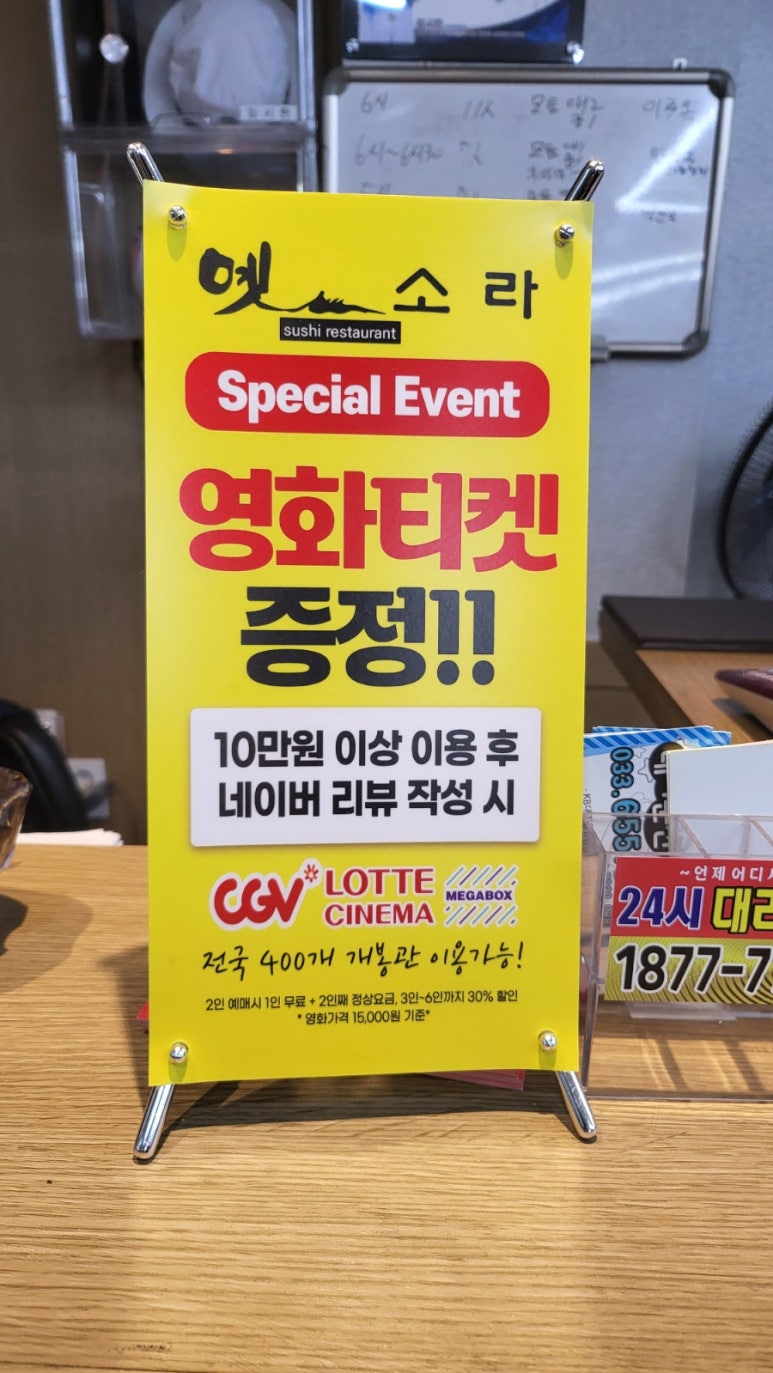 옛소라
sushi restaurant
Special Event
영화티켓
증정!!
10만원 이상 이용 후
네이버 리뷰 작성 시
CGV LOTTE CINEMA MEGABOX
전국 400개 개봉관 이용가능!
2인 예매시 1인 무료 + 2인째 정상요금, 3인~6인까지 30% 할인
* 영화가격 15,000원 기준*
033.655
~언제어디서
24시 대리
1877-7